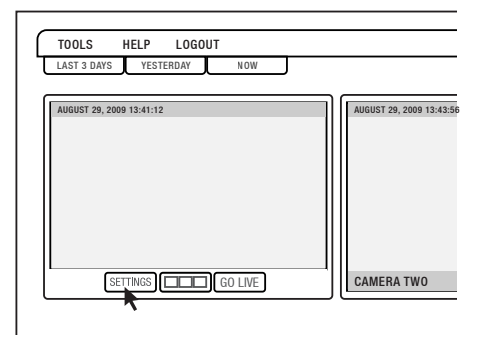 TOOLS HELP LOGOUT
LAST 3 DAYS YESTERDAY NOW
AUGUST 29, 2009 13:41:12
AUGUST 29, 2009 13:43:56
SETTINGS GO LIVE
CAMERA TWO